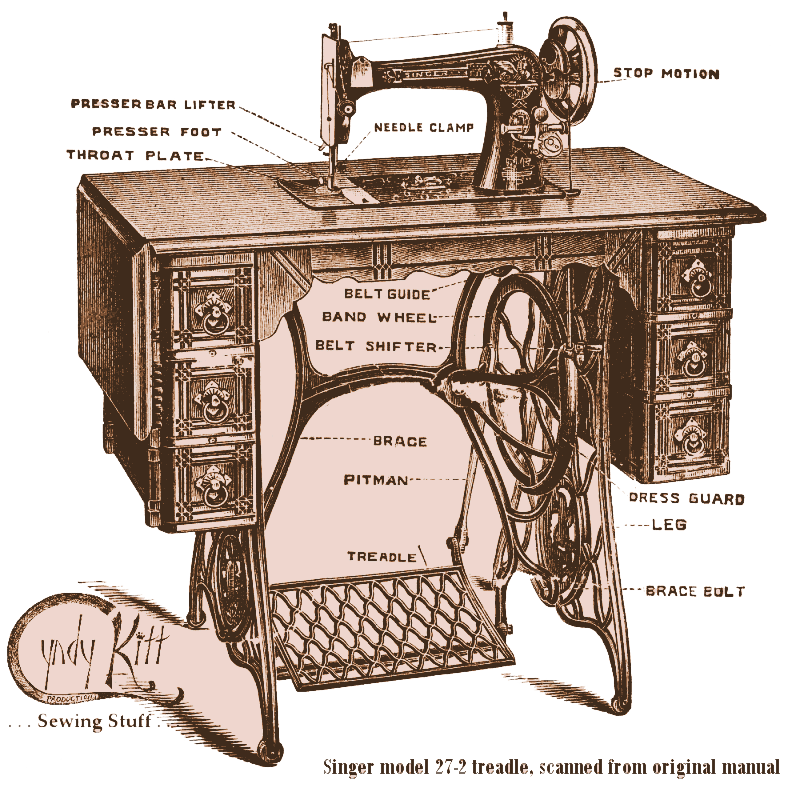 SINGER
STOP MOTION
PRESSER BAR LIFTER
PRESSER FOOT
NEEDLE CLAMP
THROAT PLATE
BELT GUIDE
BAND WHEEL
BELT SHIFTER
BRACE
PITMAN
DRESS GUARD
LEG
TREADLE
BRACE BOLT
Cyndy Kitt
PRODUCTIONS
. . . Sewing Stuff . . .
Singer model 27-2 treadle, scanned from original manual